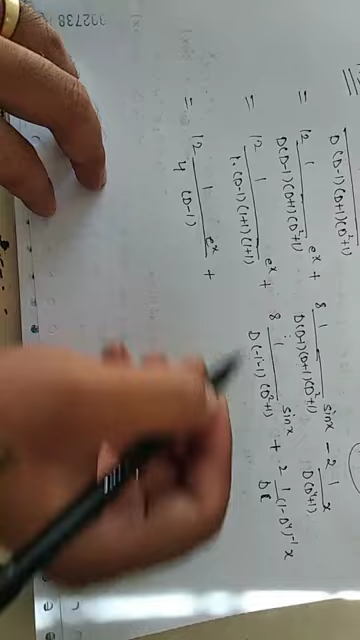 D(D-1)(D+1)(D²+1)
= 12 1/(D(D-1)(D+1)(D²+1)) eˣ + 8 1/(D(D-1)(D+1)(D²+1)) sinx - 2 1/(D(D⁴-1)) x
= 12 1/(1·(D-1)(1+1)(1+1)) eˣ + 8 1/(D(-1-1)(D²+1)) sinx + 2 1/D (1-D⁴)⁻¹ x
= 12/4 1/(D-1) eˣ +